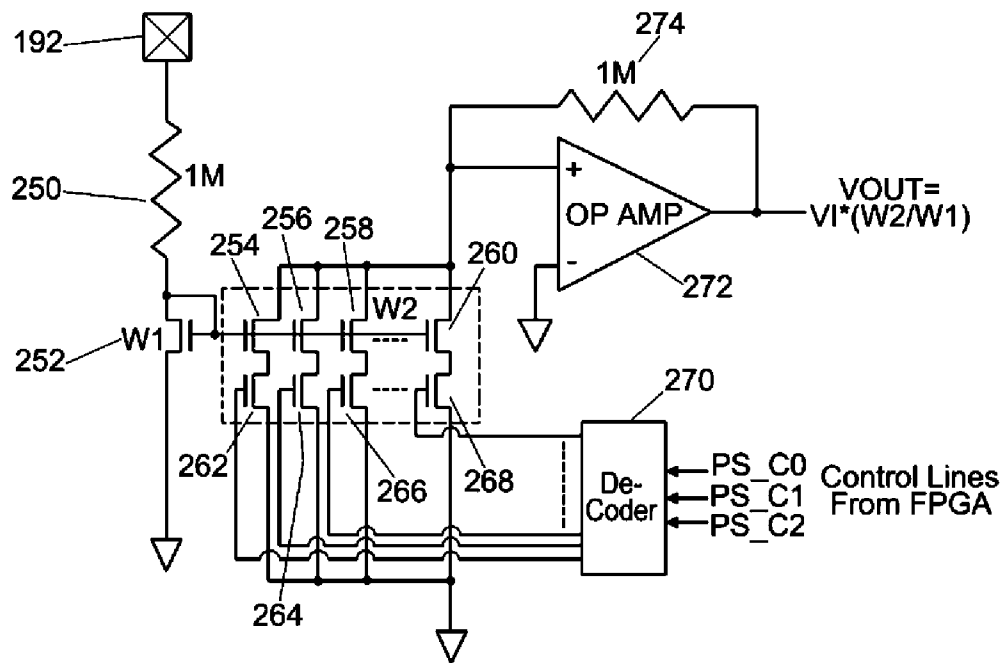 192
274
1M
1M
250
+
OP AMP
-
VOUT=
VI*(W2/W1)
272
254
256
258
260
W2
W1
252
270
262
264
266
268
De-
Coder
PS_C0
PS_C1
PS_C2
Control Lines
From FPGA